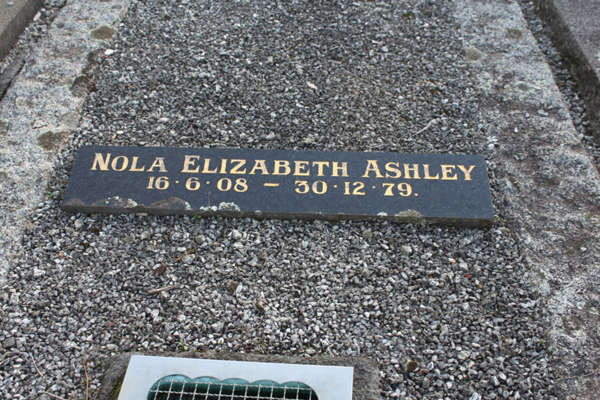 NOLA ELIZABETH ASHLEY
16·6·08 – 30·12·79.